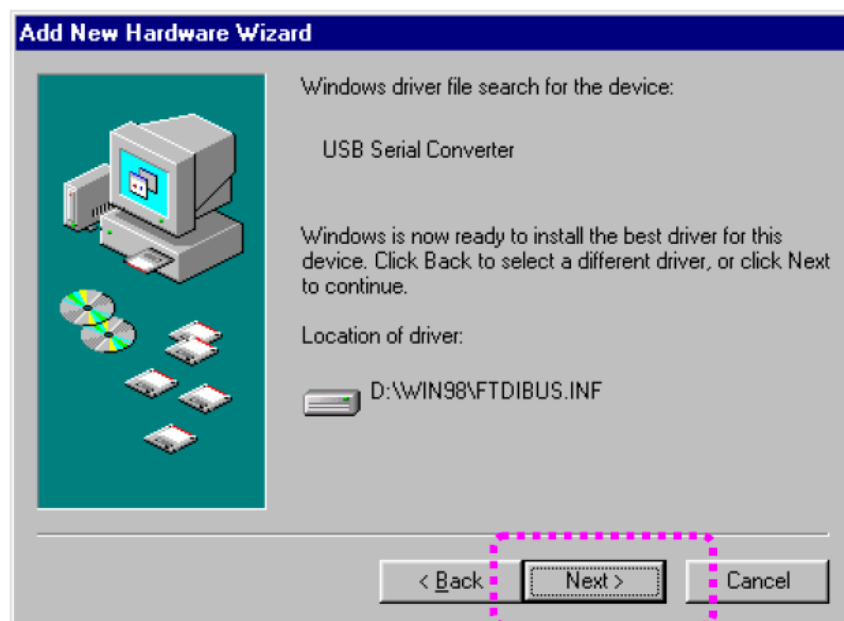 Add New Hardware Wizard
Windows driver file search for the device:
USB Serial Converter
Windows is now ready to install the best driver for this
device. Click Back to select a different driver, or click Next
to continue.
Location of driver:
D:\WIN98\FTDIBUS.INF
< Back Next > Cancel